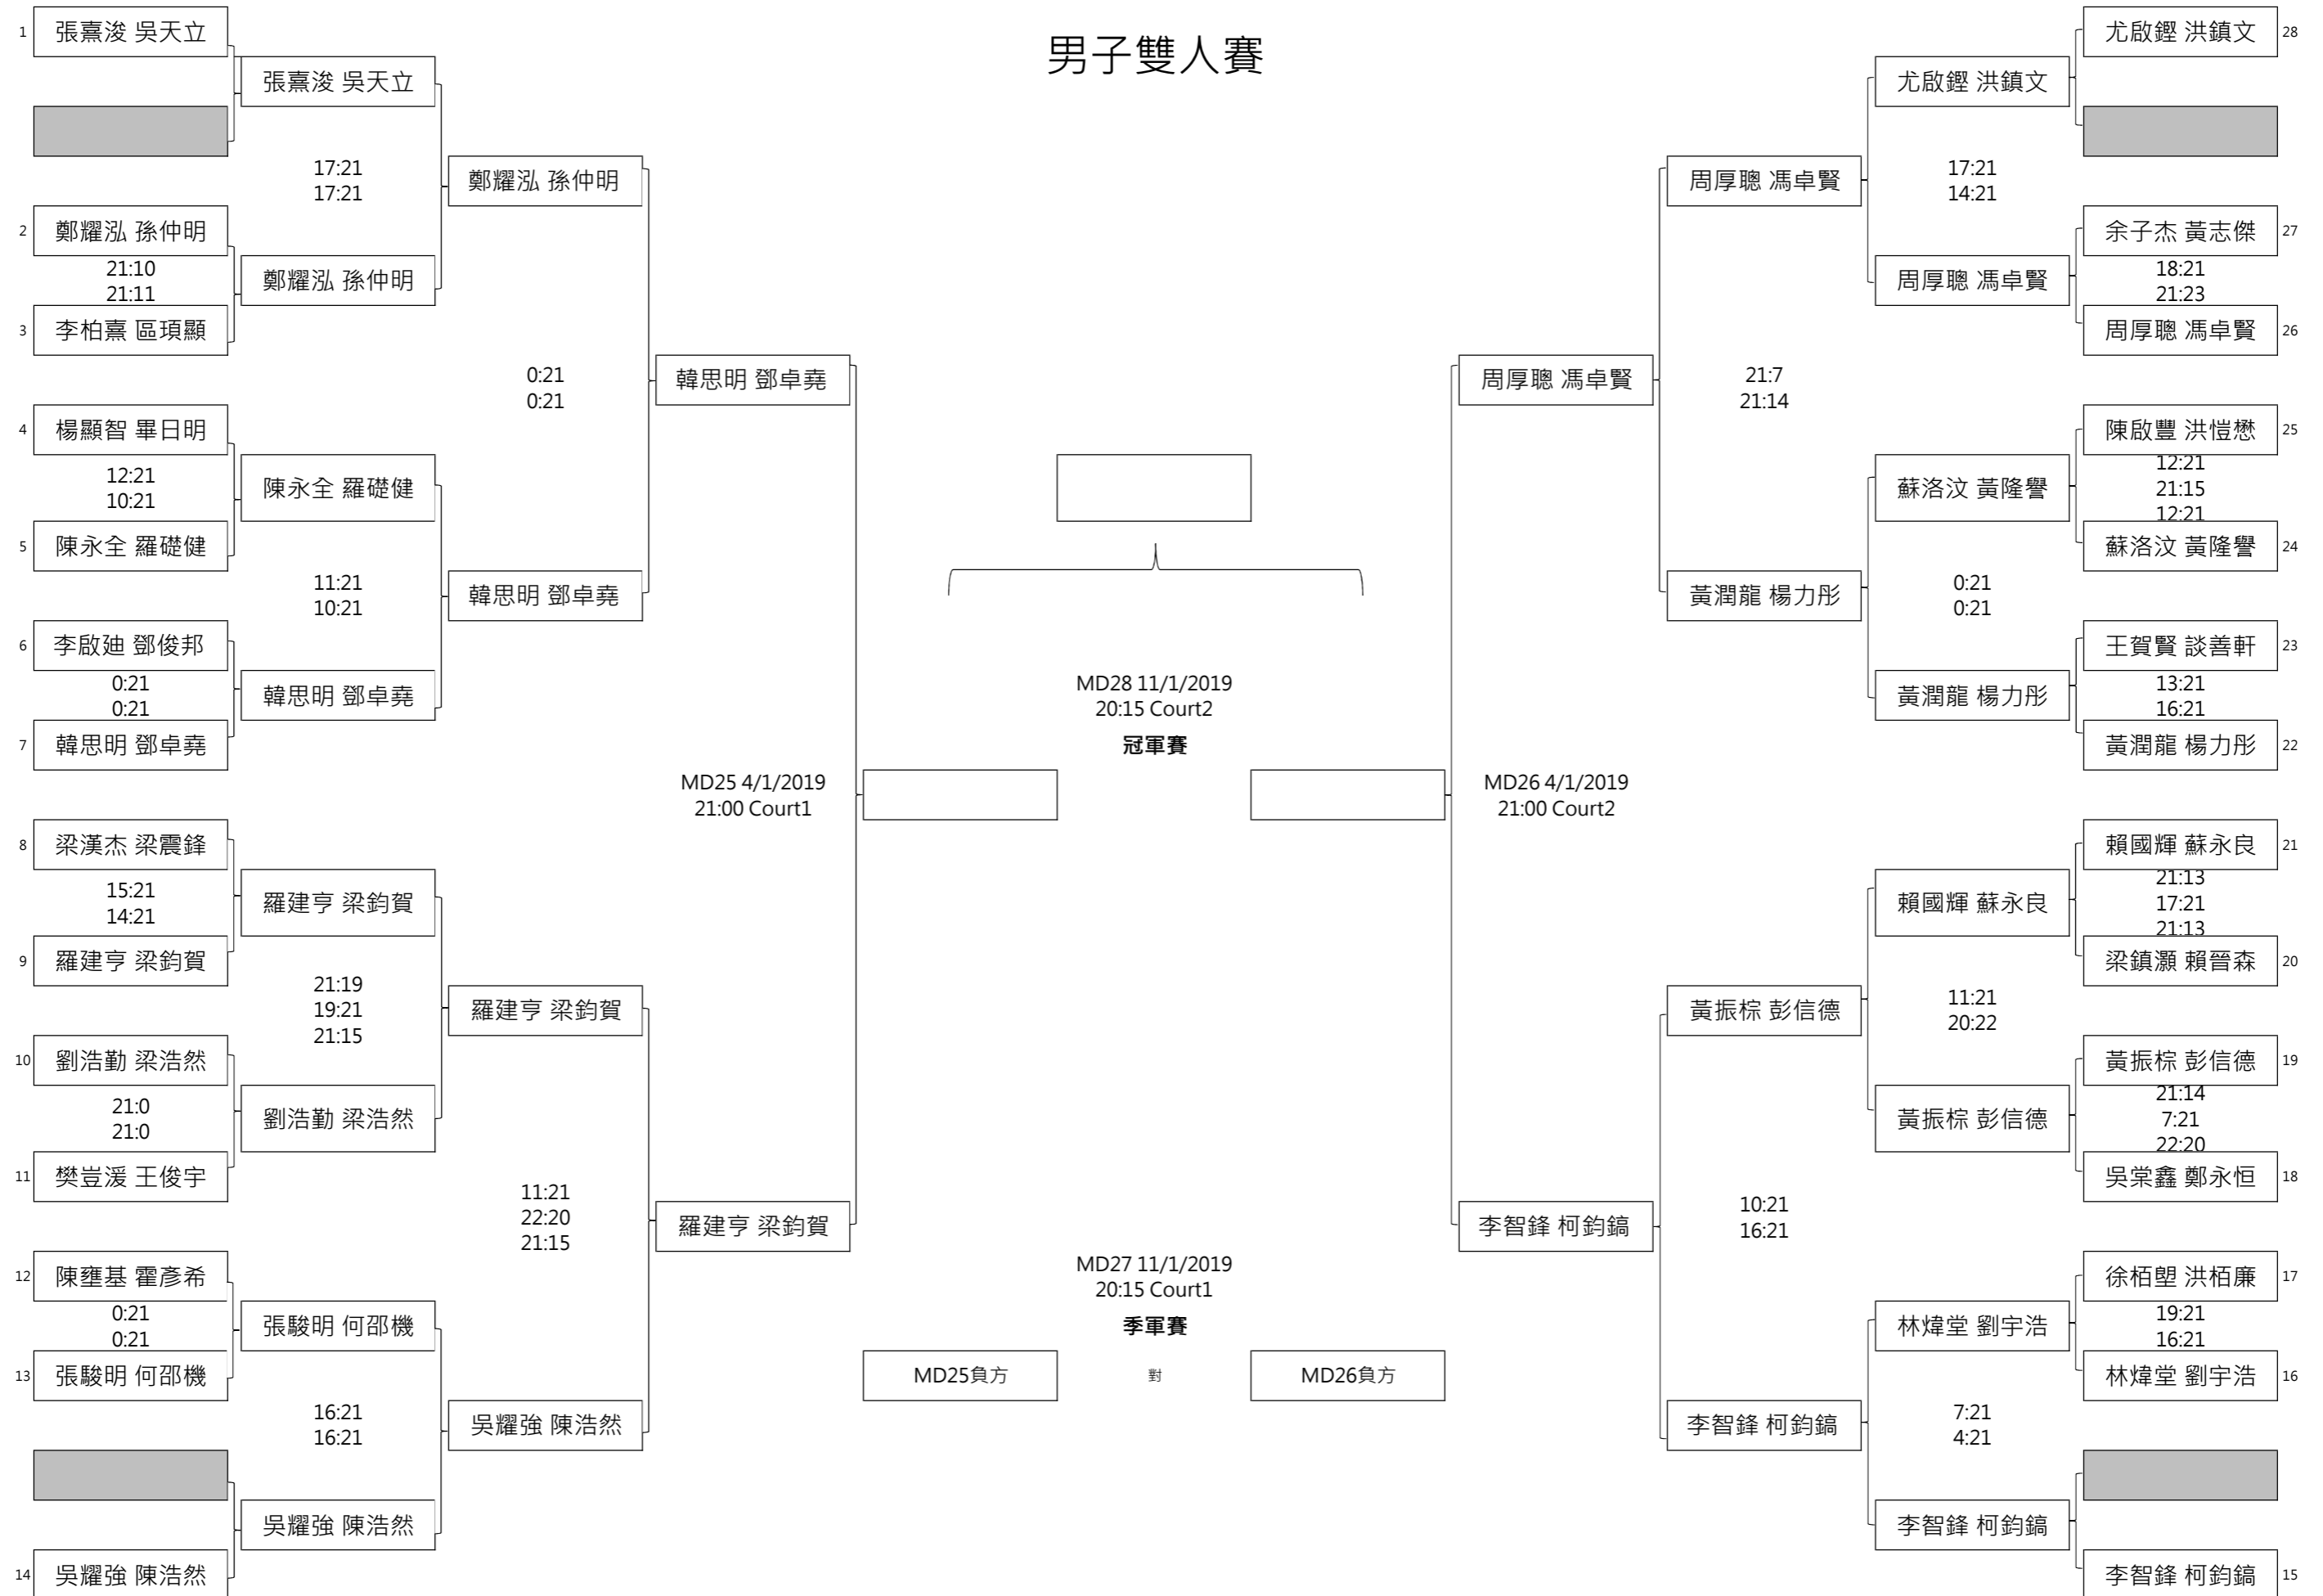 男子雙人賽
1
張熹浚 吳天立
張熹浚 吳天立
17:21
17:21
鄭耀泓 孫仲明
2
鄭耀泓 孫仲明
21:10
21:11
鄭耀泓 孫仲明
3
李柏熹 區頊顯
0:21
0:21
韓思明 鄧卓堯
4
楊顯智 畢日明
12:21
10:21
陳永全 羅礎健
5
陳永全 羅礎健
11:21
10:21
韓思明 鄧卓堯
6
李啟廸 鄧俊邦
0:21
0:21
韓思明 鄧卓堯
7
韓思明 鄧卓堯
MD25 4/1/2019
21:00 Court1
8
梁漢杰 梁震鋒
15:21
14:21
羅建亨 梁鈞賀
9
羅建亨 梁鈞賀
21:19
19:21
21:15
羅建亨 梁鈞賀
10
劉浩勤 梁浩然
21:0
21:0
劉浩勤 梁浩然
11
樊豈湲 王俊宇
11:21
22:20
21:15
羅建亨 梁鈞賀
12
陳壅基 霍彥希
0:21
0:21
張駿明 何邵機
13
張駿明 何邵機
16:21
16:21
吳耀強 陳浩然
吳耀強 陳浩然
14
吳耀強 陳浩然
MD28 11/1/2019
20:15 Court2
冠軍賽
MD27 11/1/2019
20:15 Court1
季軍賽
MD25負方
對
MD26負方
尤啟鏗 洪鎮文
28
尤啟鏗 洪鎮文
周厚聰 馮卓賢
17:21
14:21
余子杰 黃志傑
27
周厚聰 馮卓賢
18:21
21:23
周厚聰 馮卓賢
26
周厚聰 馮卓賢
21:7
21:14
陳啟豐 洪愷懋
25
蘇洛汶 黃隆譽
12:21
21:15
12:21
蘇洛汶 黃隆譽
24
黃潤龍 楊力彤
0:21
0:21
王賀賢 談善軒
23
黃潤龍 楊力彤
13:21
16:21
黃潤龍 楊力彤
22
MD26 4/1/2019
21:00 Court2
賴國輝 蘇永良
21
賴國輝 蘇永良
21:13
17:21
21:13
梁鎮灝 賴晉森
20
黃振棕 彭信德
11:21
20:22
黃振棕 彭信德
19
黃振棕 彭信德
21:14
7:21
22:20
吳棠鑫 鄭永恒
18
李智鋒 柯鈞鎬
10:21
16:21
徐栢塱 洪栢廉
17
林煒堂 劉宇浩
19:21
16:21
林煒堂 劉宇浩
16
李智鋒 柯鈞鎬
7:21
4:21
李智鋒 柯鈞鎬
李智鋒 柯鈞鎬
15